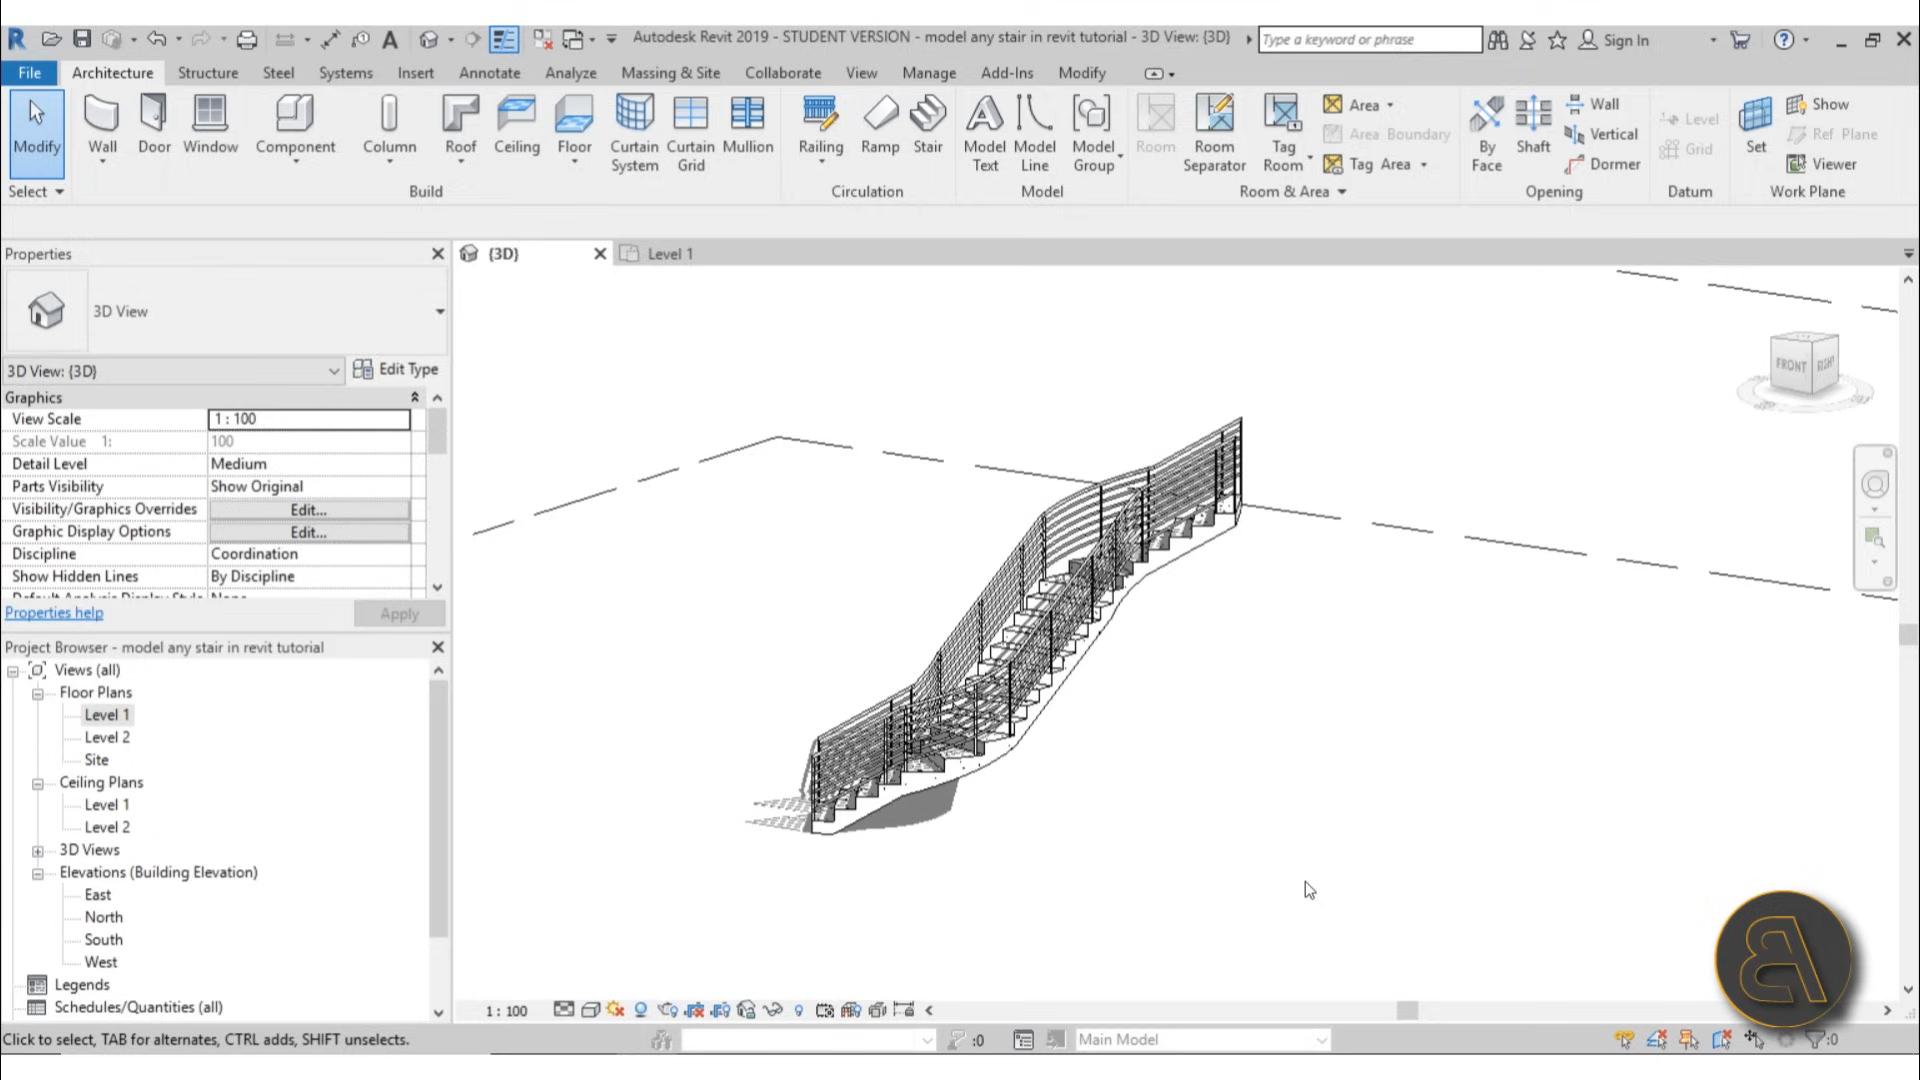 Autodesk Revit 2019 - STUDENT VERSION - model any stair in revit tutorial - 3D View: {3D}
Type a keyword or phrase
Sign In
File Architecture Structure Steel Systems Insert Annotate Analyze Massing & Site Collaborate View Manage Add-Ins Modify
Modify
Wall
Door
Window
Component
Column
Roof
Ceiling
Floor
Curtain System
Curtain Grid
Mullion
Railing
Ramp
Stair
Model Text
Model Line
Model Group
Room
Room Separator
Tag Room
Area
Area Boundary
Tag Area
By Face
Shaft
Wall
Vertical
Dormer
Level
Grid
Set
Show
Ref Plane
Viewer
Select
Build
Circulation
Model
Room & Area
Opening
Datum
Work Plane
Properties
3D View
3D View: {3D}
Edit Type
Graphics
View Scale 1 : 100
Scale Value 1: 100
Detail Level Medium
Parts Visibility Show Original
Visibility/Graphics Overrides Edit...
Graphic Display Options Edit...
Discipline Coordination
Show Hidden Lines By Discipline
Default Analysis Display Style None
Properties help
Apply
Project Browser - model any stair in revit tutorial
Views (all)
Floor Plans
Level 1
Level 2
Site
Ceiling Plans
Level 1
Level 2
3D Views
Elevations (Building Elevation)
East
North
South
West
Legends
Schedules/Quantities (all)
{3D}
Level 1
FRONT
RIGHT
1 : 100
Click to select, TAB for alternates, CTRL adds, SHIFT unselects.
:0
Main Model
:0